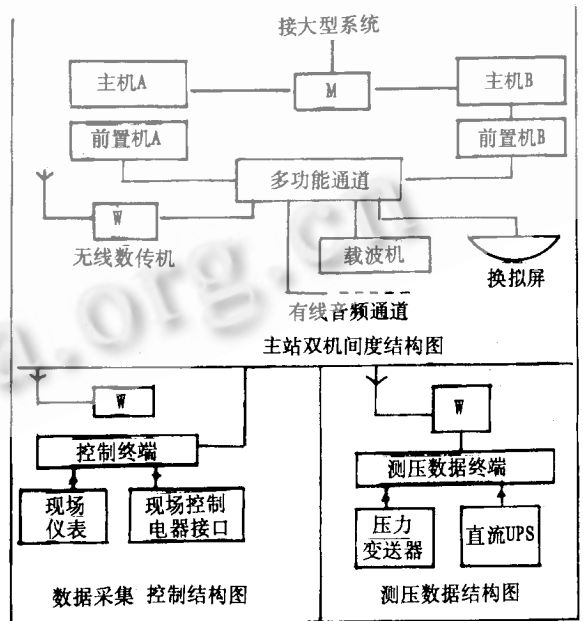 接大型系统
主机A
M
主机B
前置机A
前置机B
多功能通道
W
无线数传机
载波机
换拟屏
有线音频通道
主站双机间度结构图
W
控制终端
现场
仪表
现场控制
电器接口
数据采集 控制结构图
W
测压数据终端
压力
变送器
直流UPS
测压数据结构图